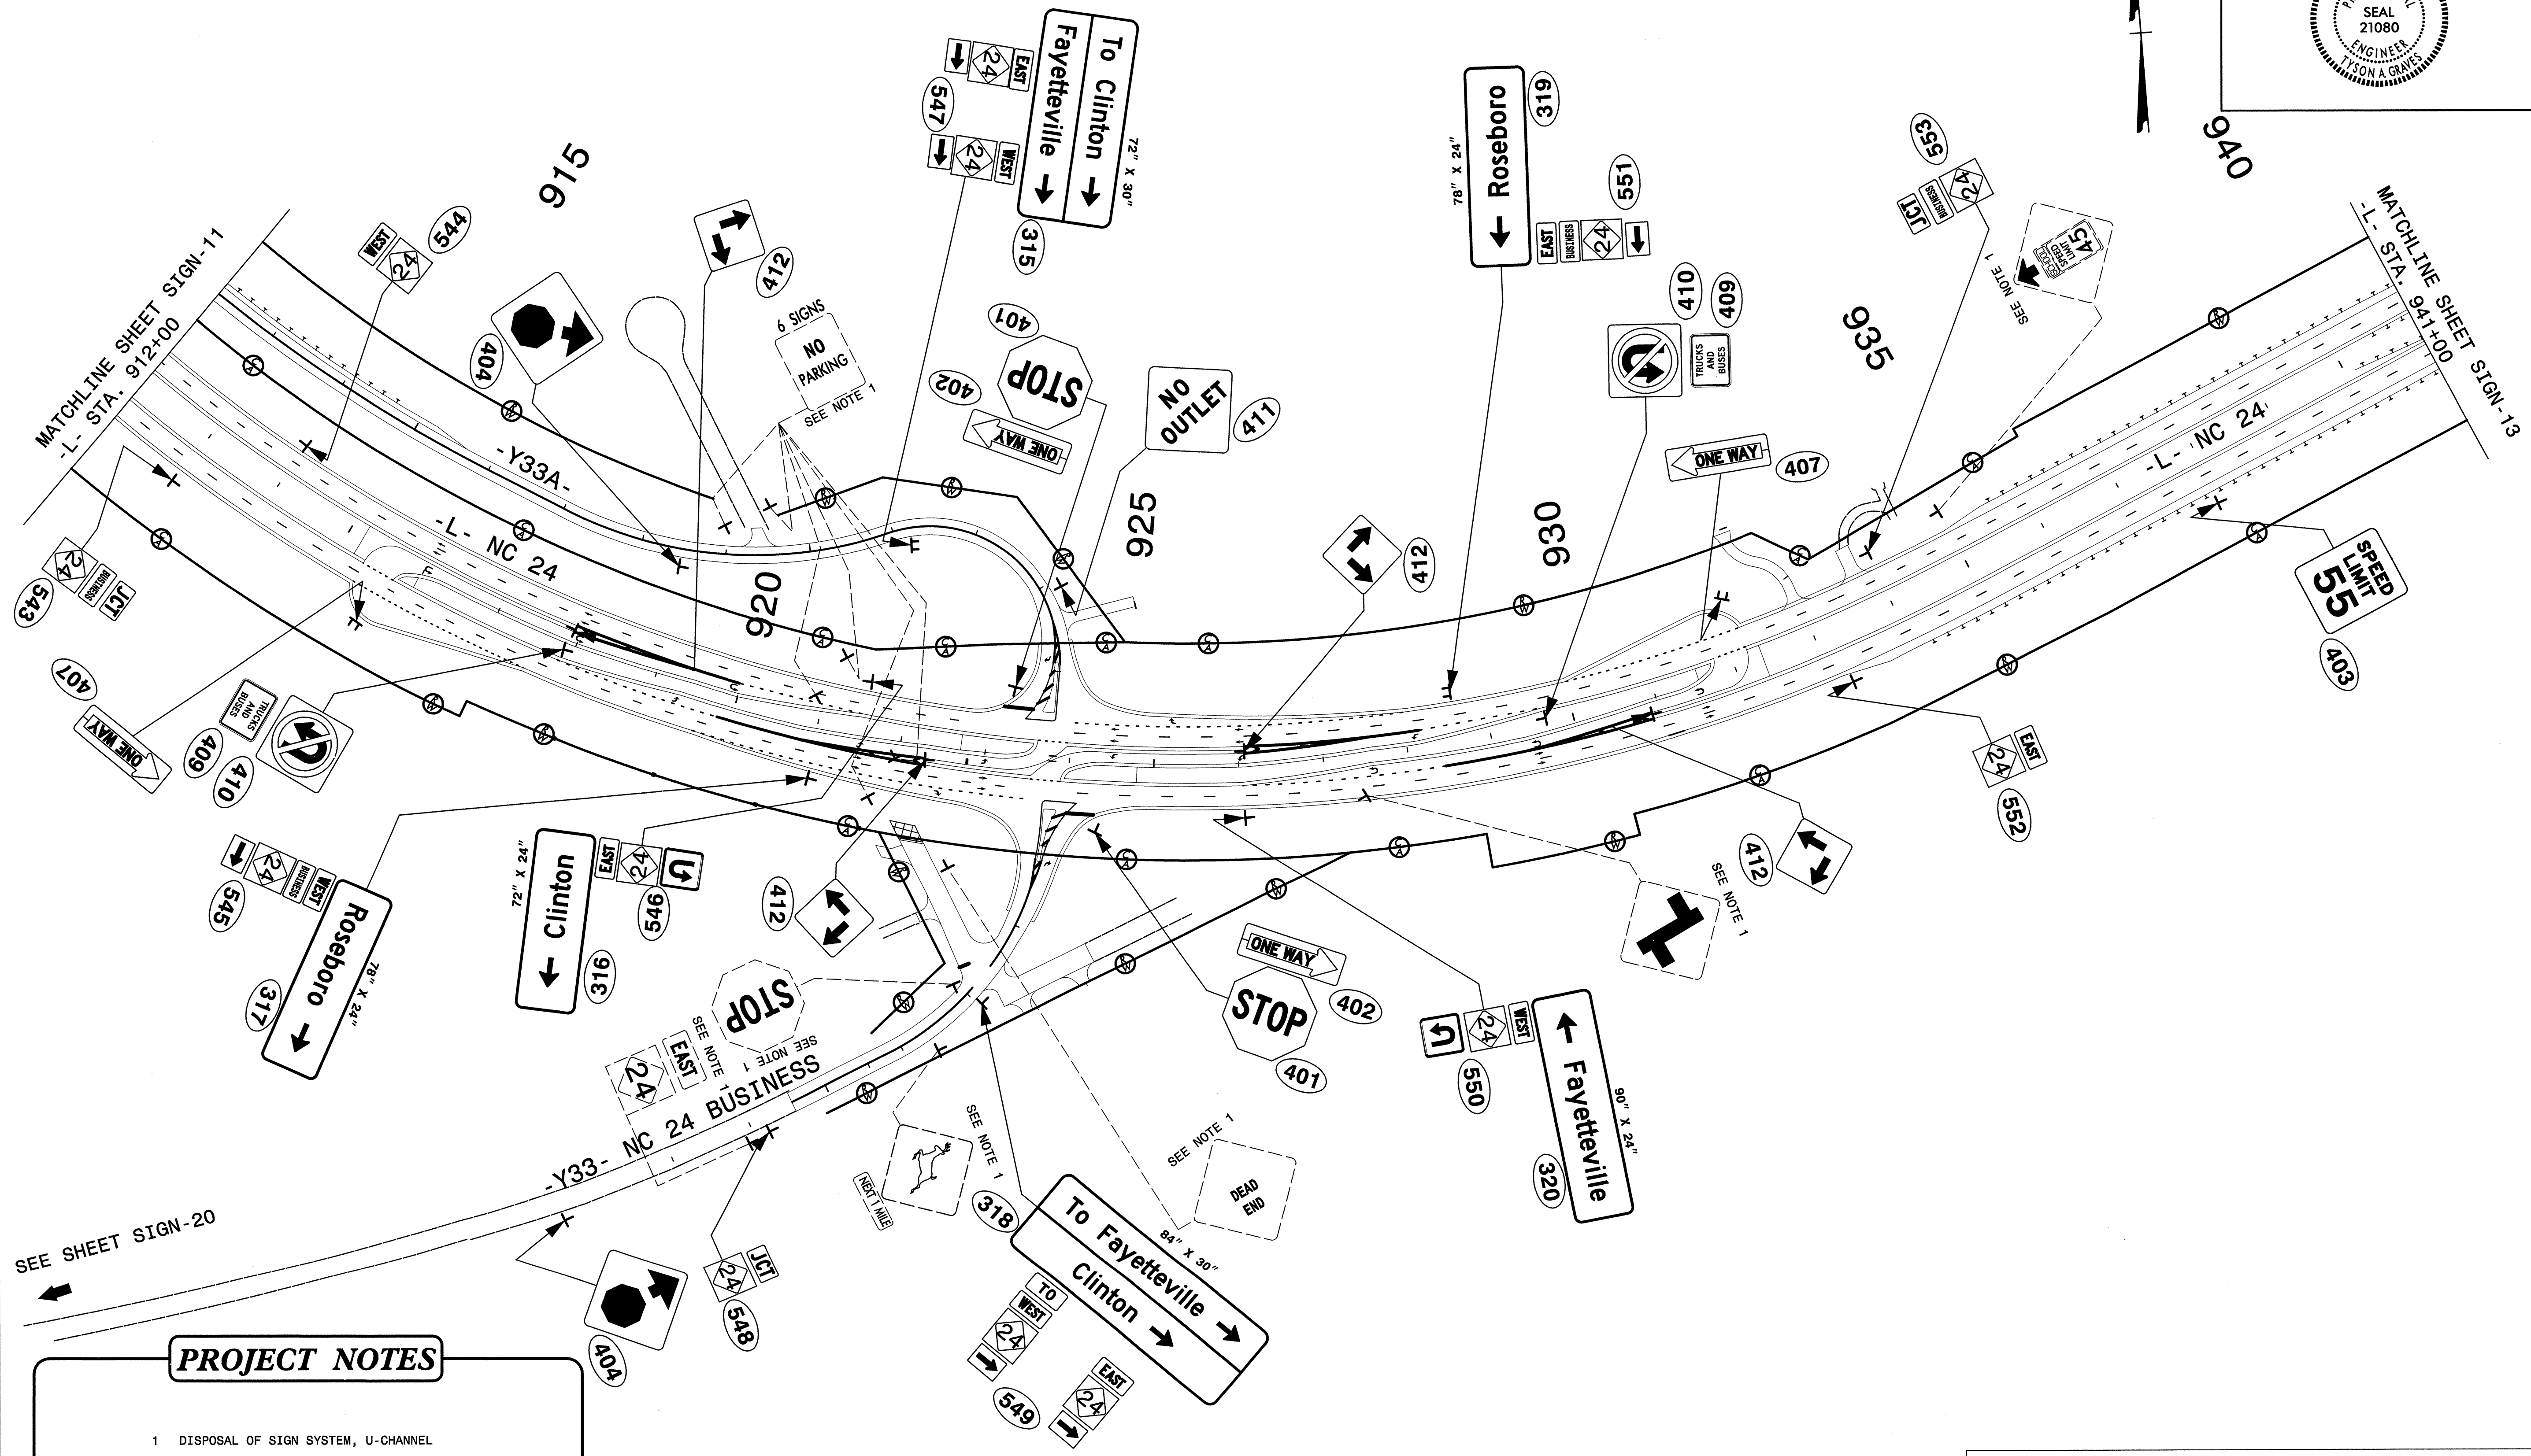 SEAL
21080
ENGINEER
TYSON A. GRAVES
MATCHLINE SHEET SIGN-11
-L- STA. 912+00
915
920
925
930
935
940
MATCHLINE SHEET SIGN-13
-L- STA. 941+00
WEST
24
544
404
412
6 SIGNS
NO
PARKING
SEE NOTE 1
EAST
24
547
WEST
24
To Clinton
Fayetteville
72" X 30"
315
401
STOP
402
ONE WAY
NO
OUTLET
411
Roseboro
78" X 24"
319
EAST
BUSINESS
24
551
410
409
TRUCKS
AND
BUSES
ONE WAY
407
412
553
24
BUSINESS
JCT
SCHOOL
SPEED
LIMIT
45
SEE NOTE 1
-L- NC 24
-Y33A-
-L- NC 24
543
24
BUSINESS
JCT
407
ONE WAY
TRUCKS
AND
BUSES
409
410
545
24
BUSINESS
WEST
Roseboro
78" X 24"
317
72" X 24"
Clinton
316
EAST
24
546
412
SPEED
LIMIT
55
403
EAST
24
552
412
SEE NOTE 1
ONE WAY
402
STOP
401
WEST
24
550
Fayetteville
90" X 24"
320
STOP
SEE NOTE 1
24
EAST
SEE NOTE 1
-Y33- NC 24 BUSINESS
SEE SHEET SIGN-20
404
JCT
24
548
NEXT 1 MILE
SEE NOTE 1
318
To Fayetteville
Clinton
84" X 30"
TO
WEST
24
EAST
24
549
SEE NOTE 1
DEAD
END
PROJECT NOTES
1 DISPOSAL OF SIGN SYSTEM, U-CHANNEL